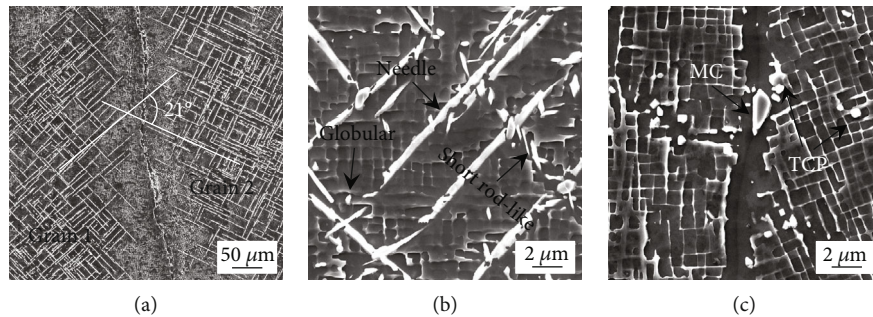 21°
Grain 1
Grain 2
50 μm
(a)
Needle
Globular
Short rod-like
2 μm
(b)
MC
TCP
2 μm
(c)